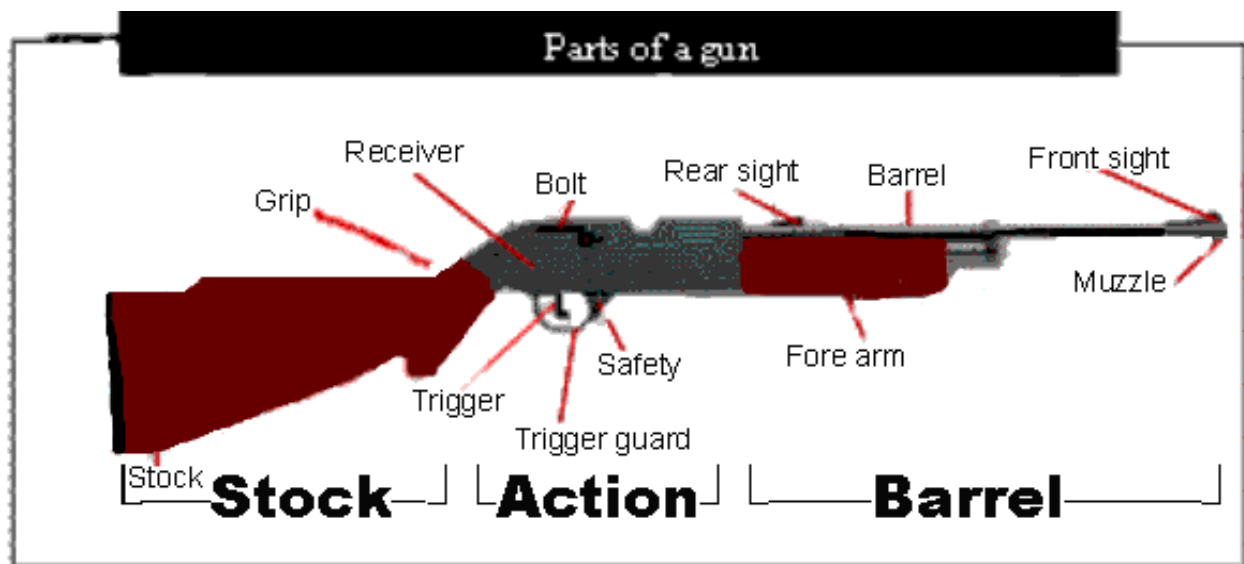 Parts of a gun
Receiver
Grip
Bolt
Rear sight
Barrel
Front sight
Muzzle
Fore arm
Safety
Trigger
Trigger guard
Stock
Stock
Action
Barrel